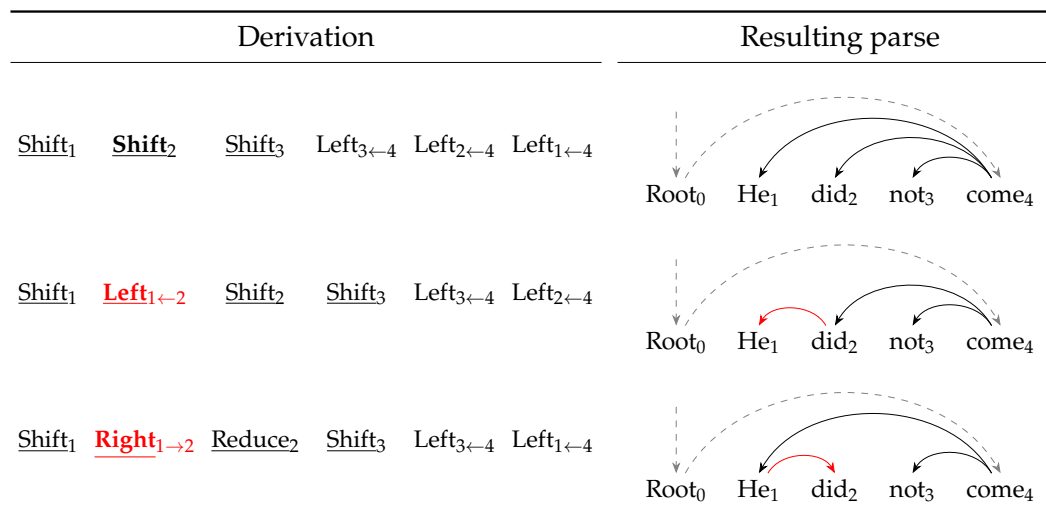 Derivation Resulting parse
Shift₁ Shift₂ Shift₃ Left₃←₄ Left₂←₄ Left₁←₄
Root₀ He₁ did₂ not₃ come₄
Shift₁ Left₁←₂ Shift₂ Shift₃ Left₃←₄ Left₂←₄
Root₀ He₁ did₂ not₃ come₄
Shift₁ Right₁→₂ Reduce₂ Shift₃ Left₃←₄ Left₁←₄
Root₀ He₁ did₂ not₃ come₄